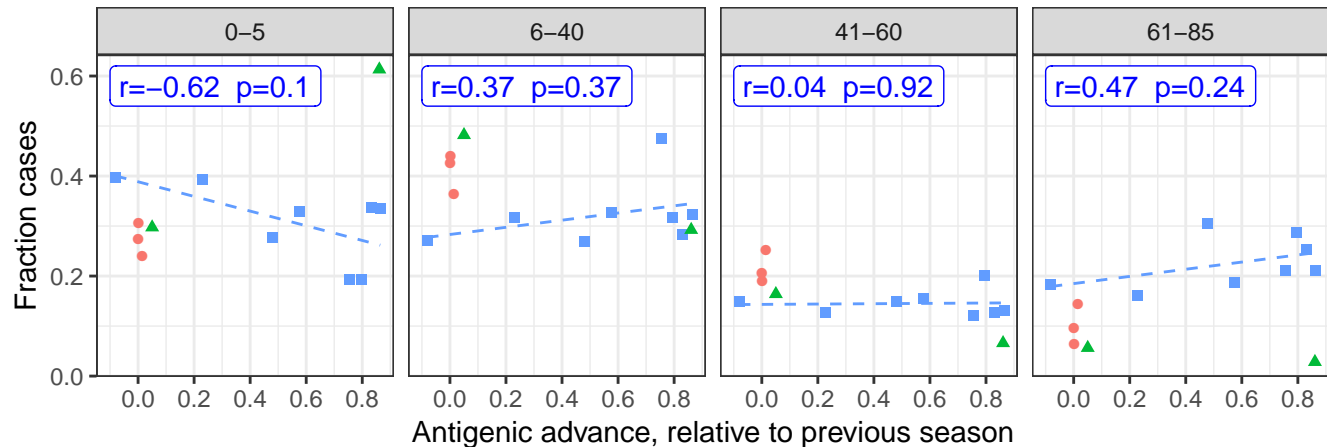 0−5 6−40 41−60 61−85
r=−0.62 p=0.1 r=0.37 p=0.37 r=0.04 p=0.92 r=0.47 p=0.24
0.6
0.4
0.2
0.0
Fraction cases
0.0 0.2 0.4 0.6 0.8 0.0 0.2 0.4 0.6 0.8 0.0 0.2 0.4 0.6 0.8 0.0 0.2 0.4 0.6 0.8
Antigenic advance, relative to previous season